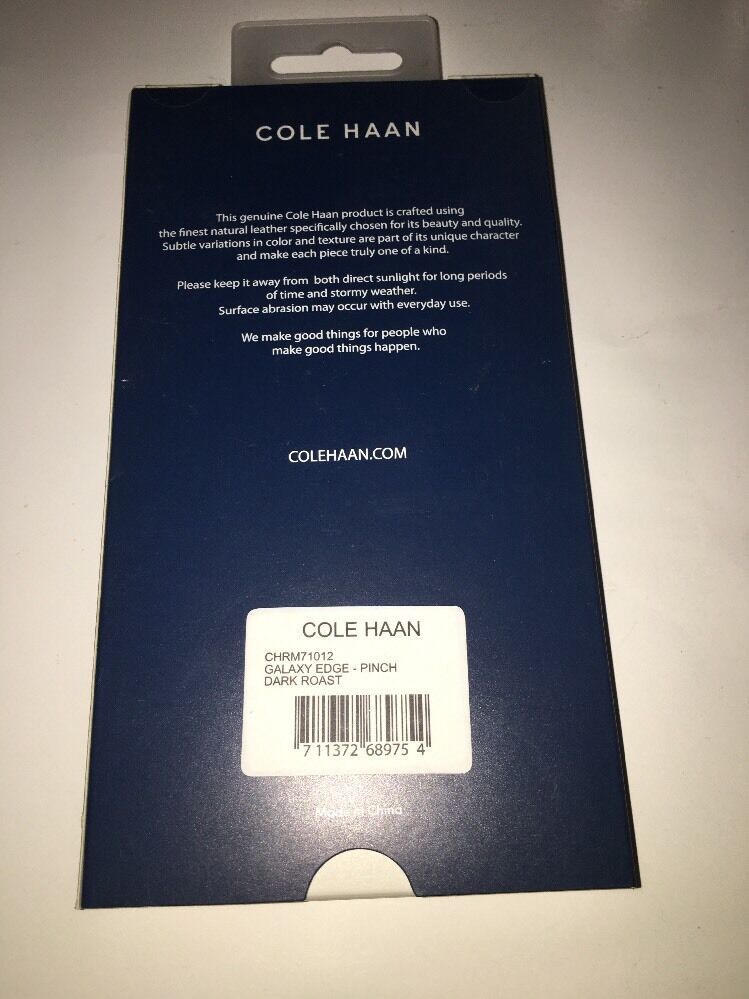 COLE HAAN
This genuine Cole Haan product is crafted using
the finest natural leather specifically chosen for its beauty and quality.
Subtle variations in color and texture are part of its unique character
and make each piece truly one of a kind.
Please keep it away from both direct sunlight for long periods
of time and stormy weather.
Surface abrasion may occur with everyday use.
We make good things for people who
make good things happen.
COLEHAAN.COM
COLE HAAN
CHRM71012
GALAXY EDGE - PINCH
DARK ROAST
7 11372 68975 4
Made in China